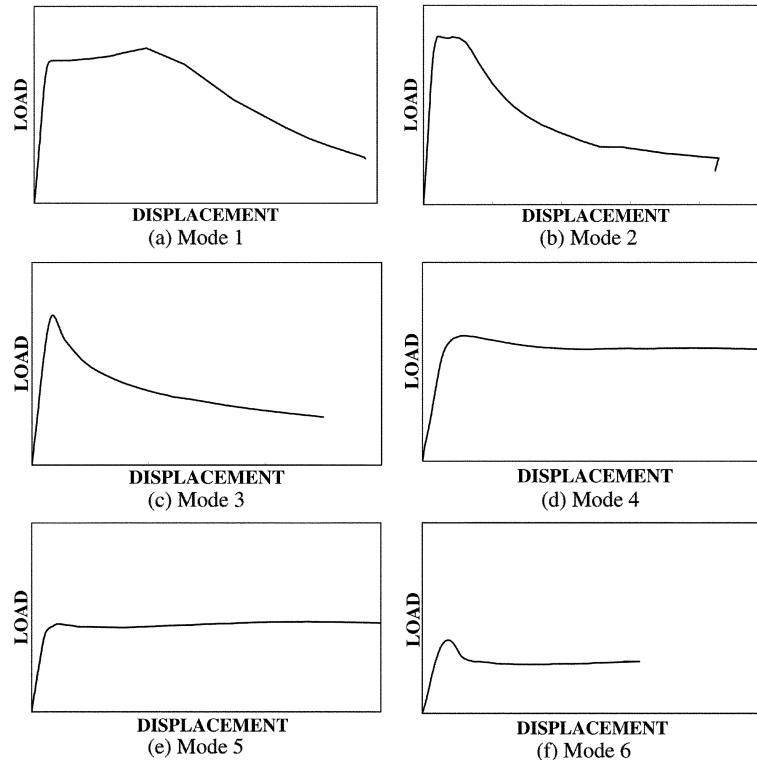 LOAD
DISPLACEMENT
(a) Mode 1
LOAD
DISPLACEMENT
(b) Mode 2
LOAD
DISPLACEMENT
(c) Mode 3
LOAD
DISPLACEMENT
(d) Mode 4
LOAD
DISPLACEMENT
(e) Mode 5
LOAD
DISPLACEMENT
(f) Mode 6